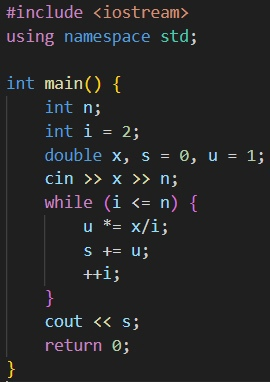 #include <iostream>
using namespace std;

int main() {
    int n;
    int i = 2;
    double x, s = 0, u = 1;
    cin >> x >> n;
    while (i <= n) {
        u *= x/i;
        s += u;
        ++i;
    }
    cout << s;
    return 0;
}